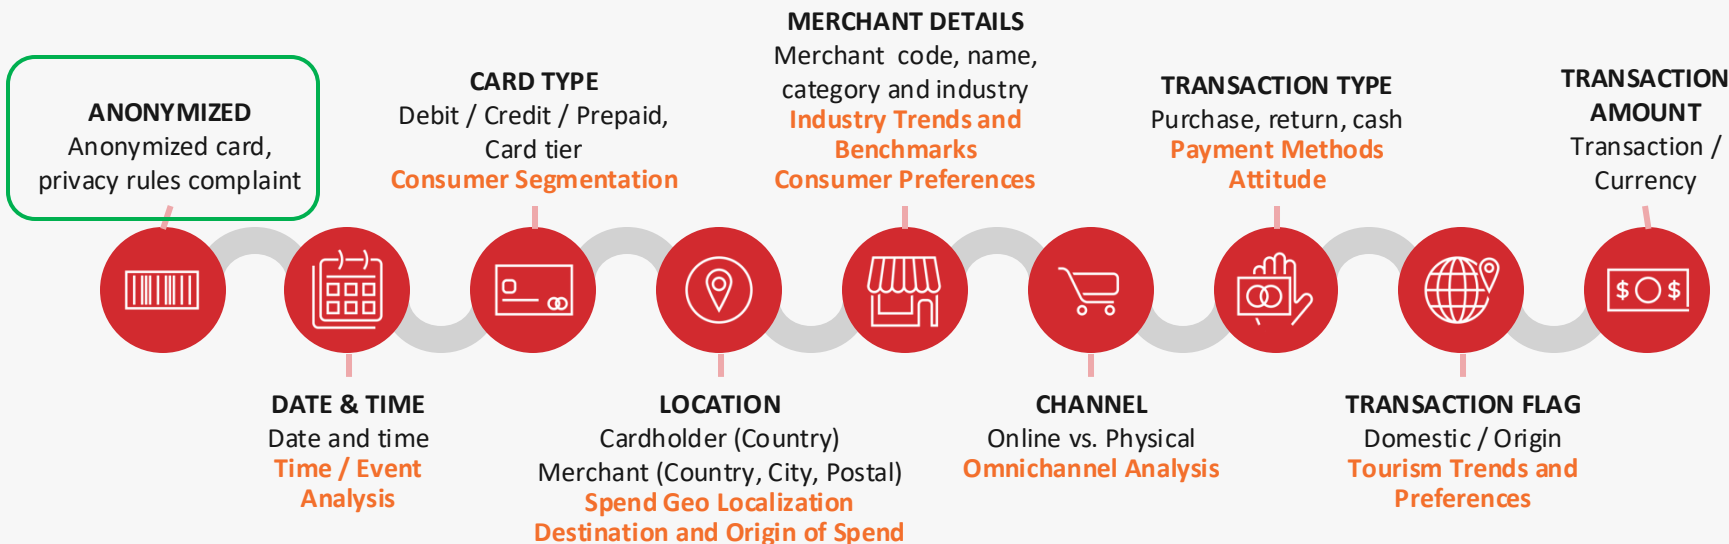 ANONYMIZED
Anonymized card,
privacy rules complaint
DATE & TIME
Date and time
Time / Event
Analysis
CARD TYPE
Debit / Credit / Prepaid,
Card tier
Consumer Segmentation
LOCATION
Cardholder (Country)
Merchant (Country, City, Postal)
Spend Geo Localization
Destination and Origin of Spend
MERCHANT DETAILS
Merchant code, name,
category and industry
Industry Trends and
Benchmarks
Consumer Preferences
CHANNEL
Online vs. Physical
Omnichannel Analysis
TRANSACTION TYPE
Purchase, return, cash
Payment Methods
Attitude
TRANSACTION FLAG
Domestic / Origin
Tourism Trends and
Preferences
TRANSACTION
AMOUNT
Transaction /
Currency
$ $